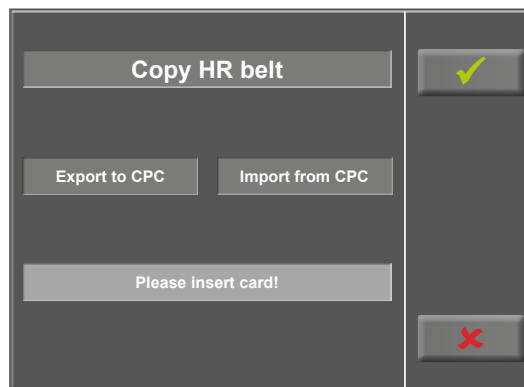 Copy HR belt
Export to CPC
Import from CPC
Please insert card!